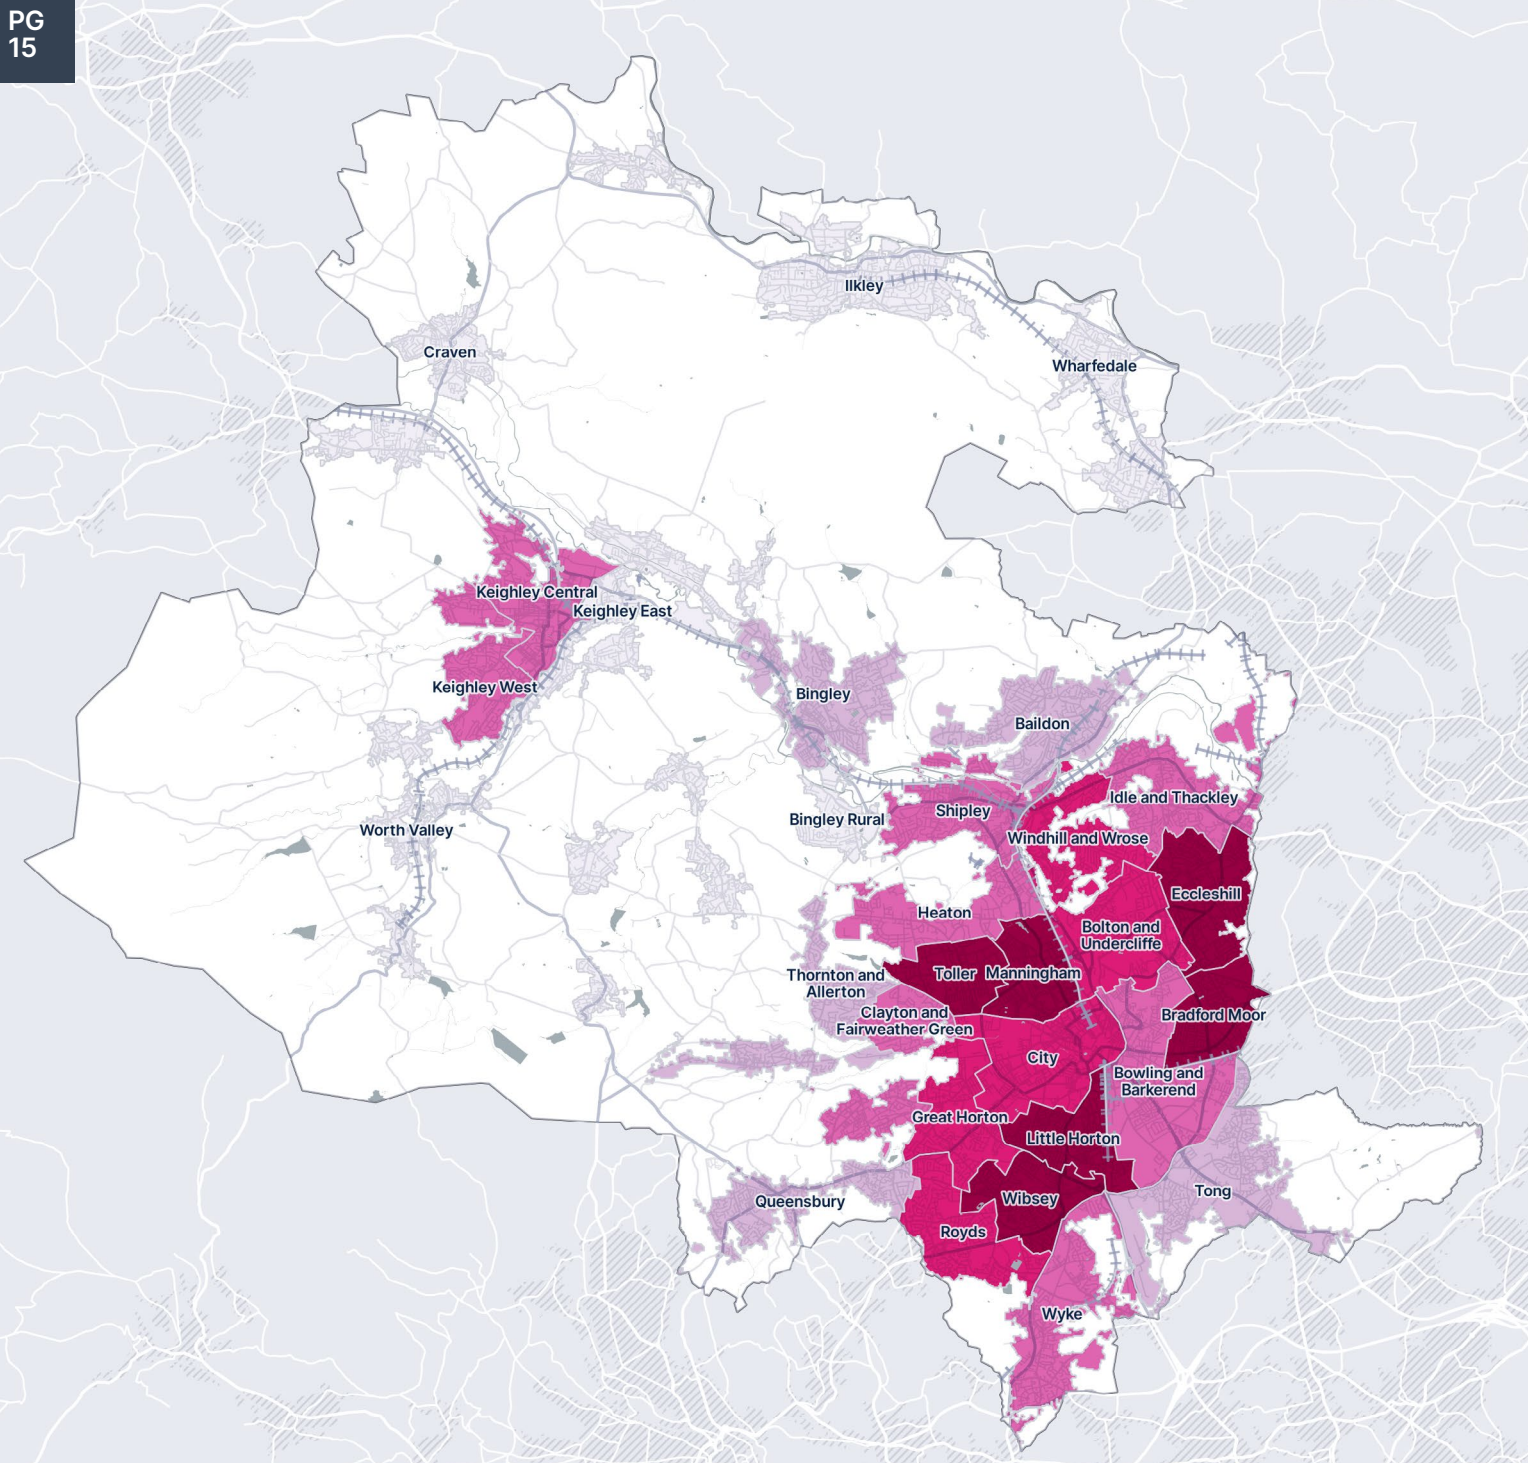 PG
15
Ilkley
Craven
Wharfedale
Keighley Central
Keighley East
Keighley West
Bingley
Baildon
Idle and Thackley
Shipley
Bingley Rural
Worth Valley
Windhill and Wrose
Eccleshill
Heaton
Bolton and
Undercliffe
Toller
Manningham
Thornton and
Allerton
Clayton and
Fairweather Green
Bradford Moor
City
Bowling and
Barkerend
Great Horton
Little Horton
Tong
Wibsey
Queensbury
Royds
Wyke